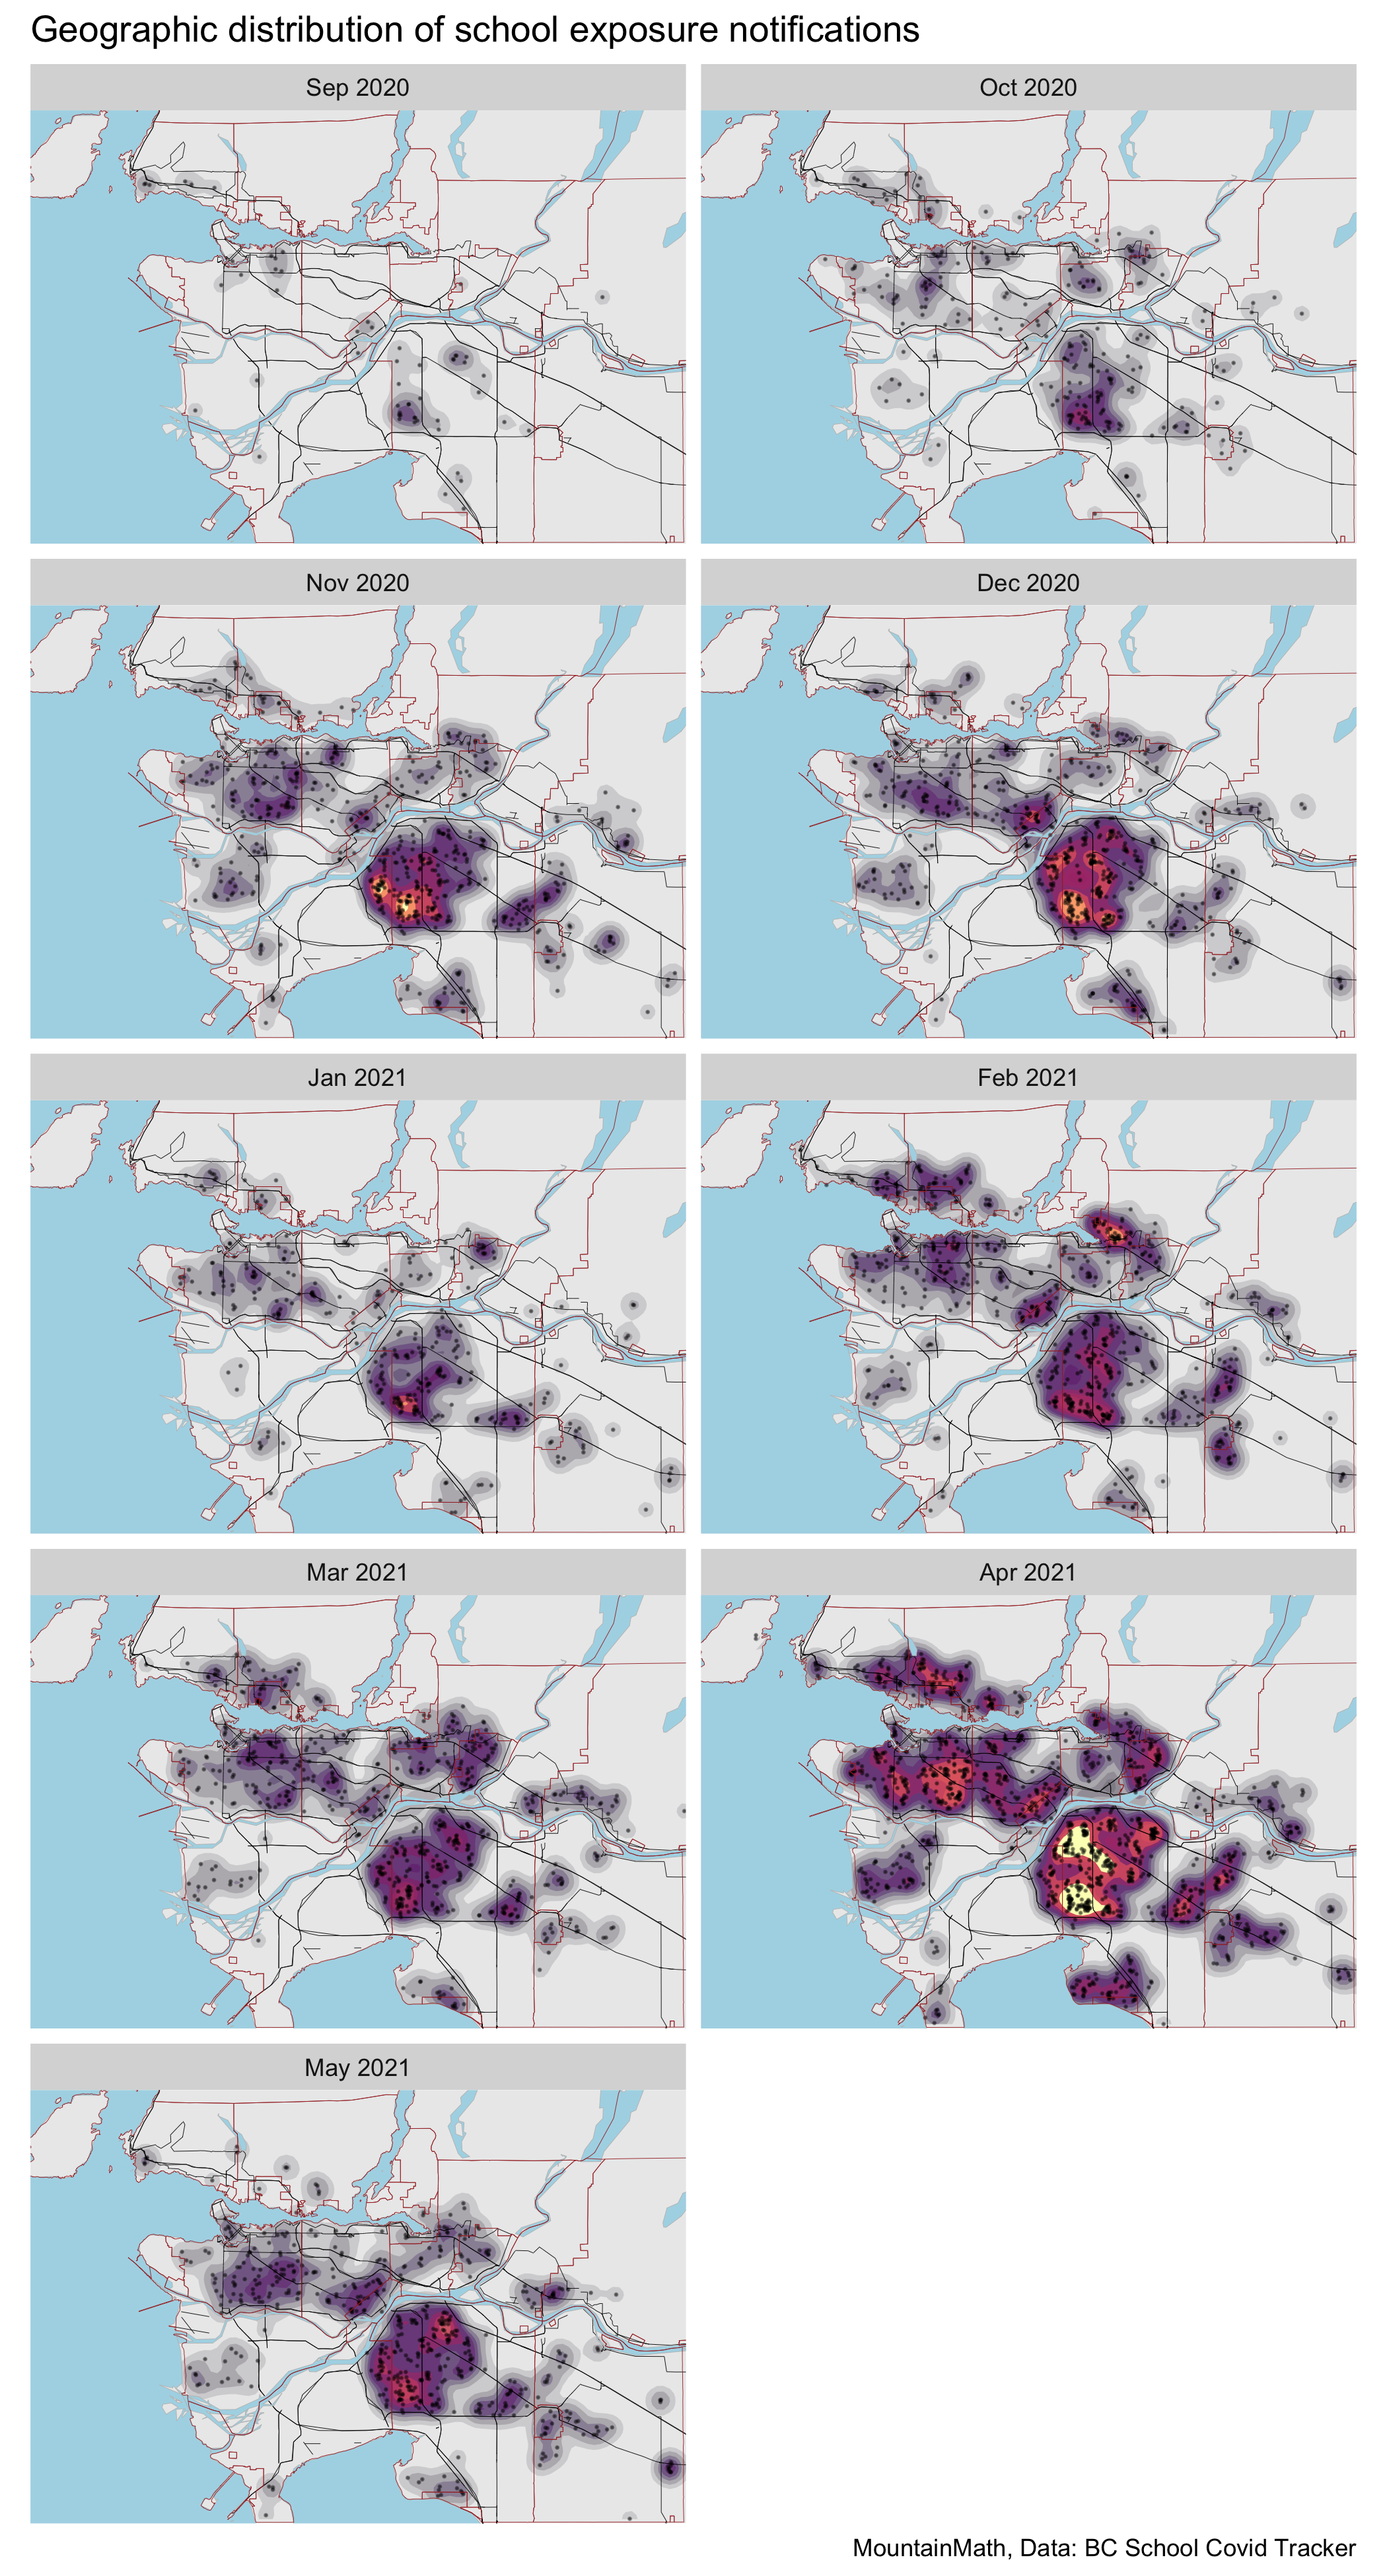 Geographic distribution of school exposure notifications
Sep 2020
Oct 2020
Nov 2020
Dec 2020
Jan 2021
Feb 2021
Mar 2021
Apr 2021
May 2021
MountainMath, Data: BC School Covid Tracker